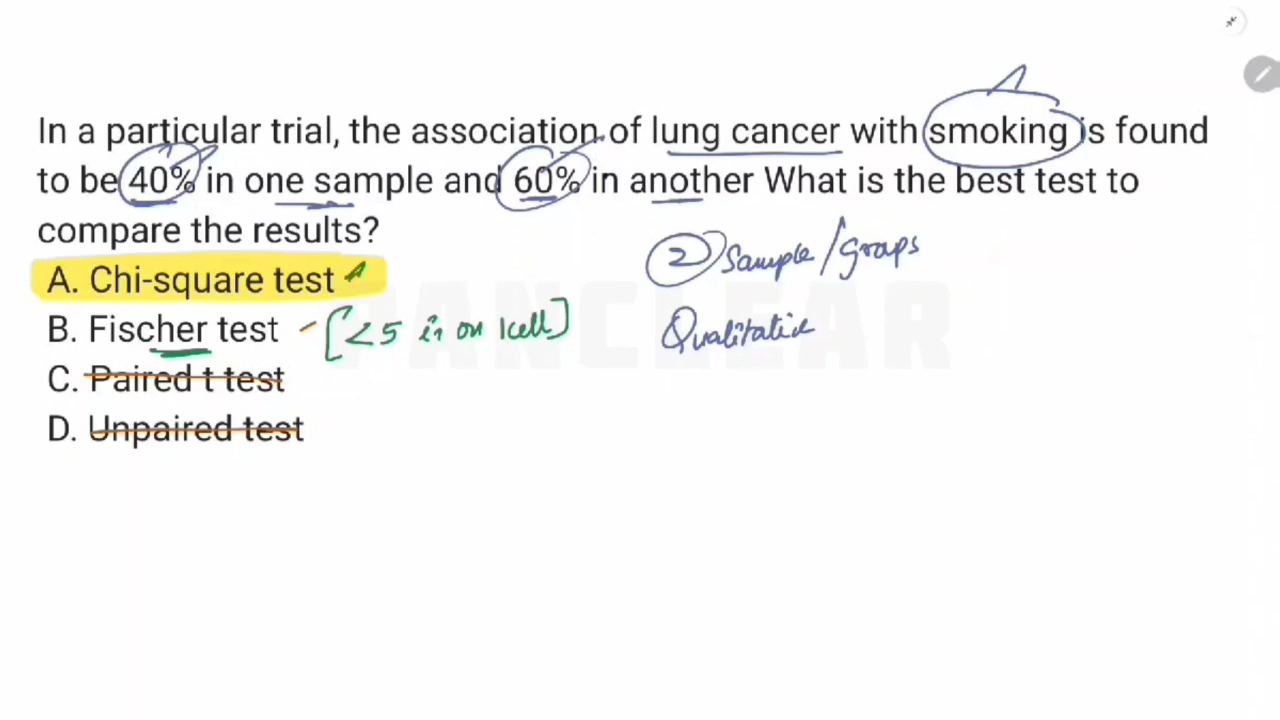 In a particular trial, the association of lung cancer with smoking is found
to be 40% in one sample and 60% in another What is the best test to
compare the results?
② Sample/groups
A. Chi-square test
B. Fischer test - [<5 in on 1 cell]
Qualitative
C. Paired t test
D. Unpaired test
PANCLEAR